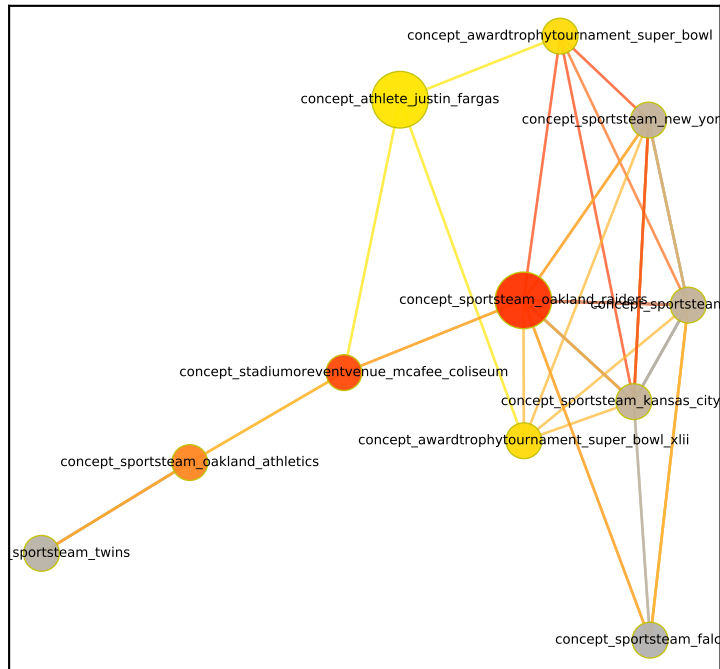 concept_awardtrophytournament_super_bowl
concept_athlete_justin_fargas
concept_sportsteam_new_yor
concept_sportsteam_oakland_raiders
concept_sportsteam
concept_stadiumoreventvenue_mcafee_coliseum
concept_sportsteam_kansas_city
concept_awardtrophytournament_super_bowl_xlii
concept_sportsteam_oakland_athletics
_sportsteam_twins
concept_sportsteam_falc